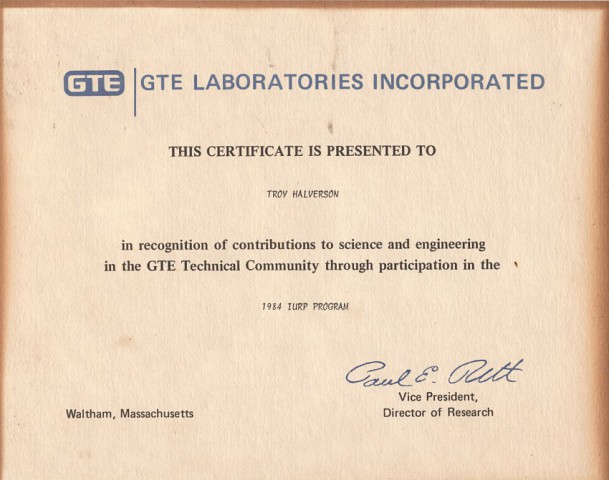 GTE
GTE LABORATORIES INCORPORATED
THIS CERTIFICATE IS PRESENTED TO
TROY HALVERSON
in recognition of contributions to science and engineering
in the GTE Technical Community through participation in the
1984 IURP PROGRAM
Paul E.
Vice President,
Director of Research
Waltham, Massachusetts